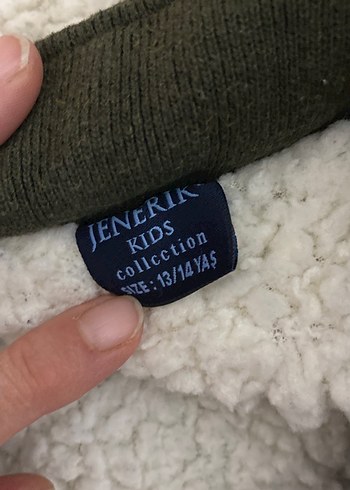 JENERIK
KIDS
collection
SIZE: 13/14 YAŞ